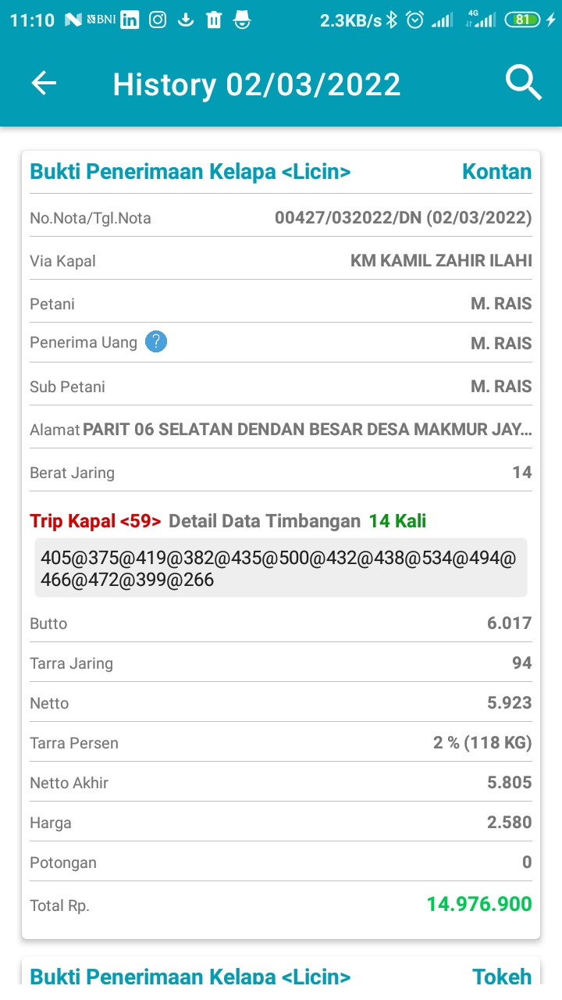 11:10 BNI in 2.3KB/s 4G 81
History 02/03/2022
Bukti Penerimaan Kelapa <Licin> Kontan
No.Nota/Tgl.Nota 00427/032022/DN (02/03/2022)
Via Kapal KM KAMIL ZAHIR ILAHI
Petani M. RAIS
Penerima Uang ? M. RAIS
Sub Petani M. RAIS
Alamat PARIT 06 SELATAN DENDAN BESAR DESA MAKMUR JAY...
Berat Jaring 14
Trip Kapal <59> Detail Data Timbangan 14 Kali
405@375@419@382@435@500@432@438@534@494@
466@472@399@266
Butto 6.017
Tarra Jaring 94
Netto 5.923
Tarra Persen 2 % (118 KG)
Netto Akhir 5.805
Harga 2.580
Potongan 0
Total Rp. 14.976.900
Bukti Penerimaan Kelapa <Licin> Tokeh